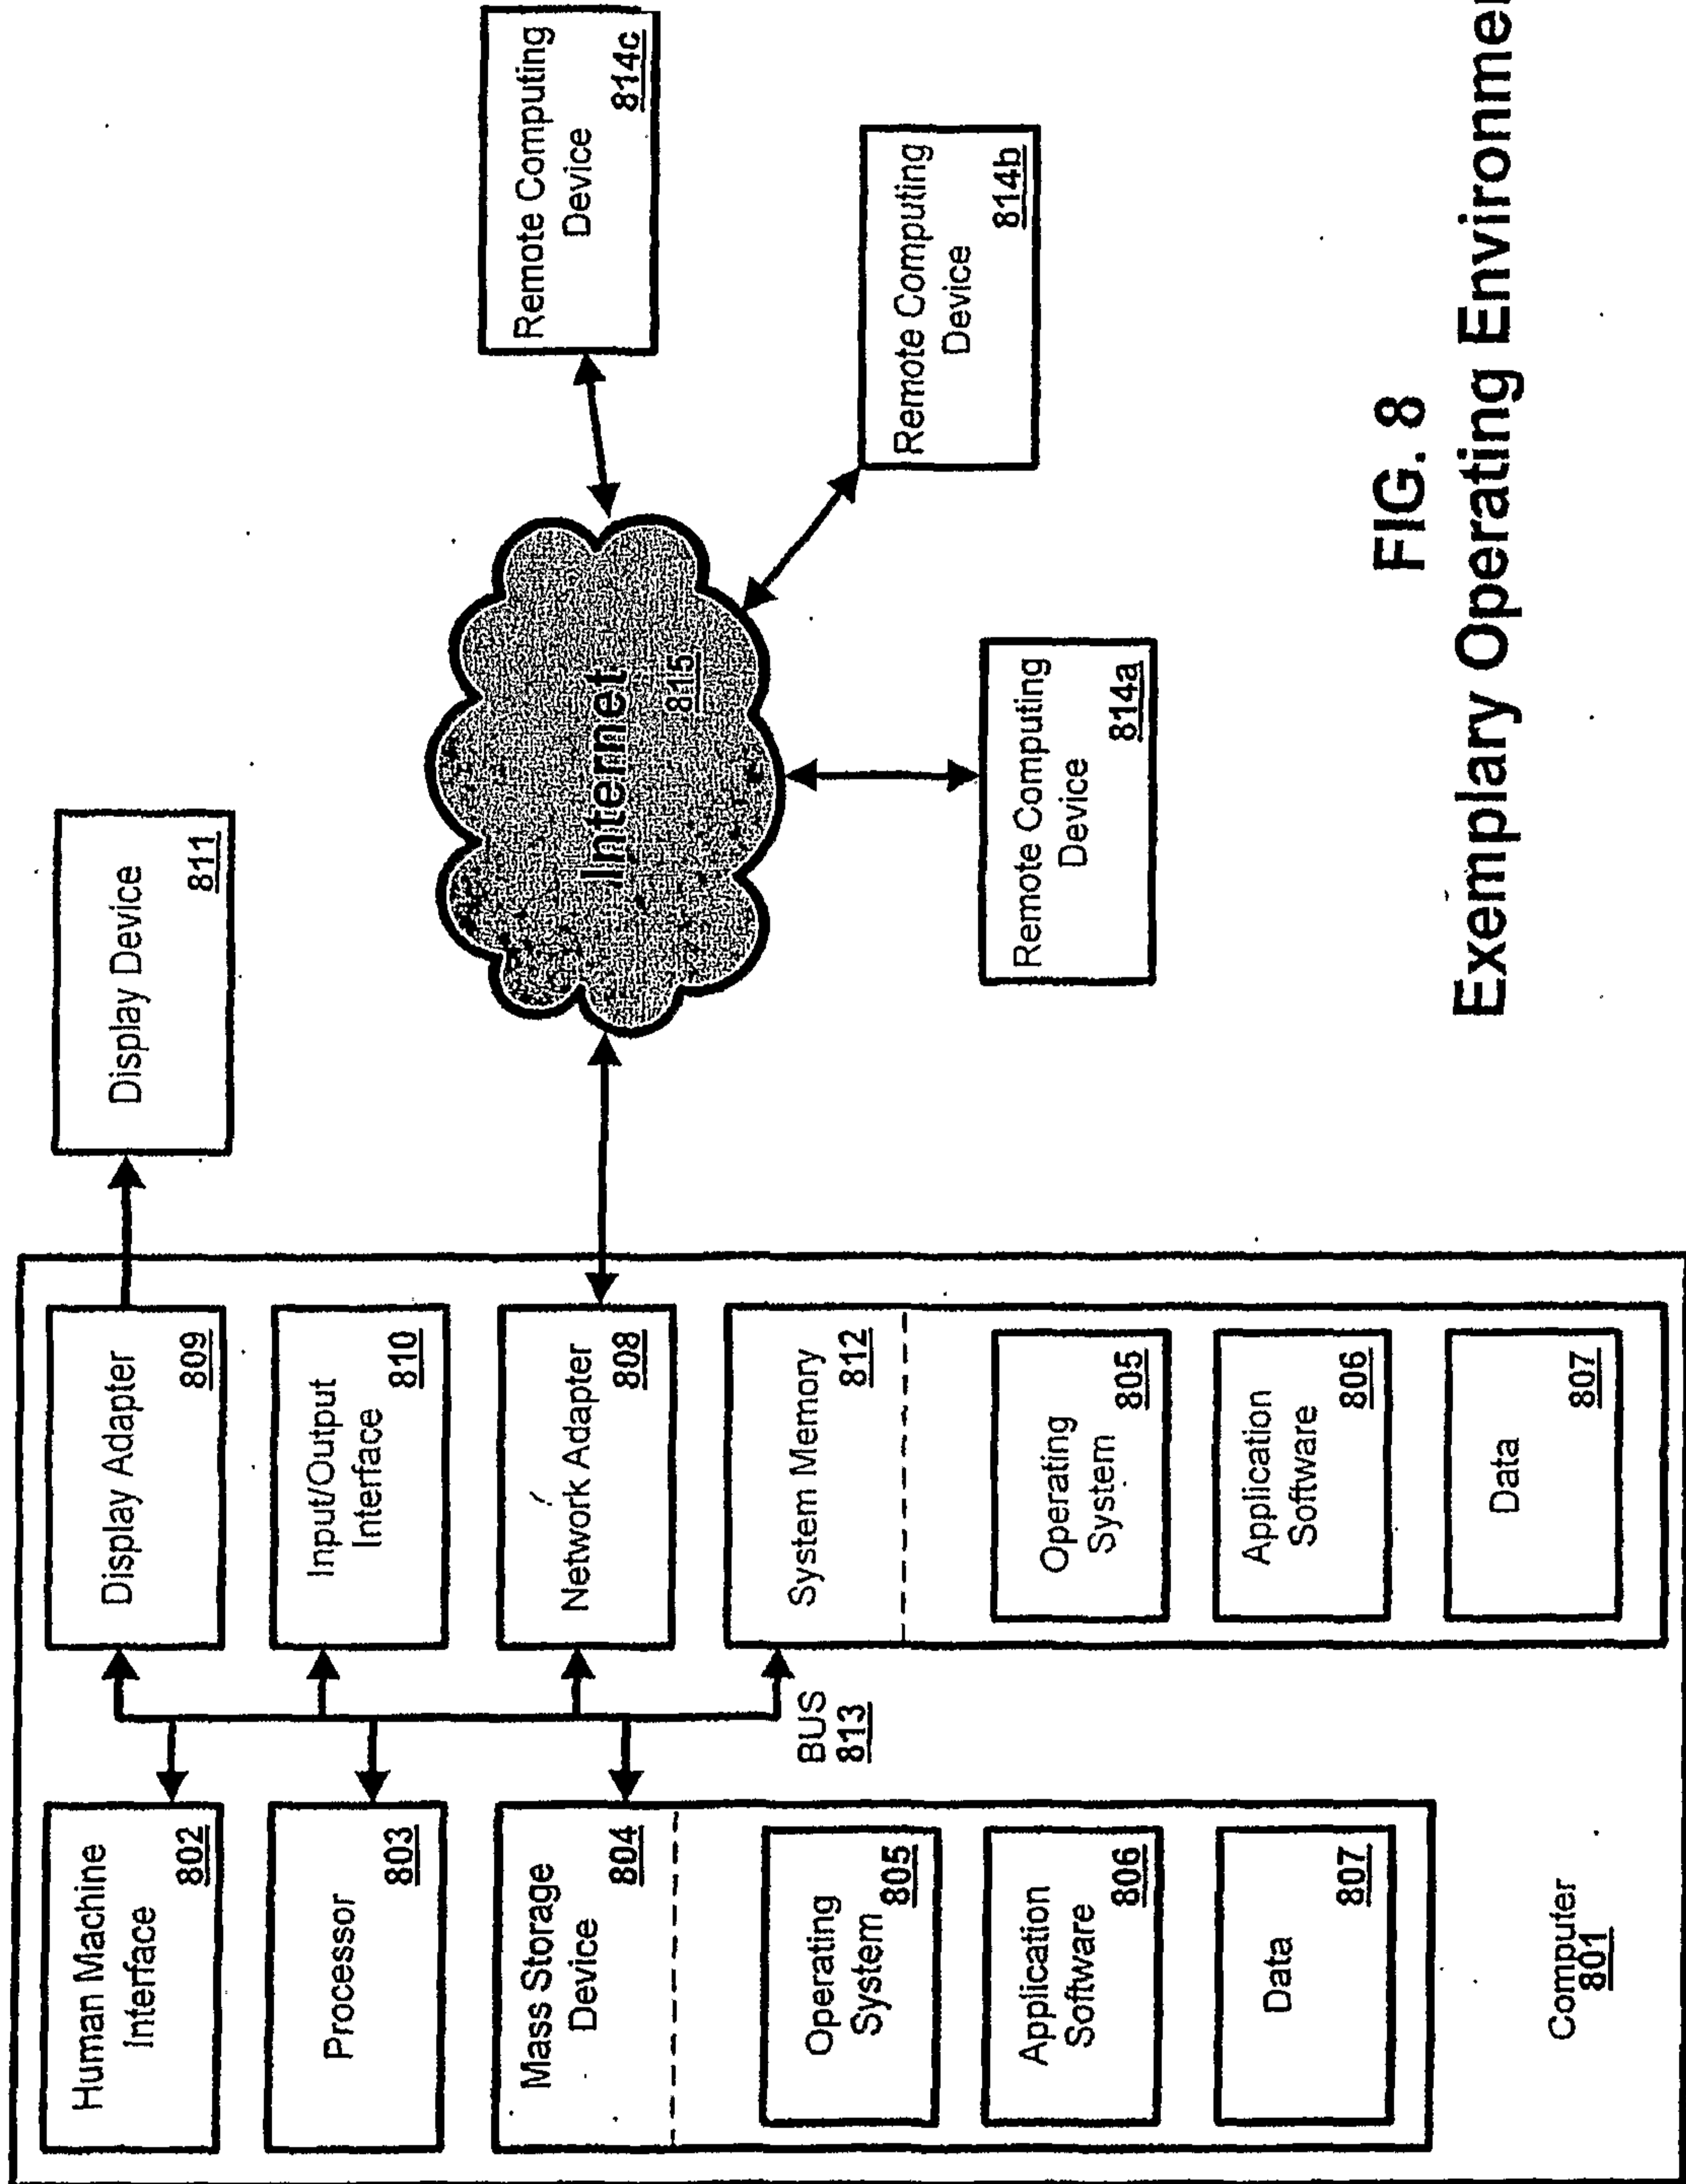 Human Machine
Interface
802
Processor
803
Mass Storage
Device
804
Operating
System
805
Application
Software
806
Data
807
Computer
801
BUS
813
Display Adapter
809
Input/Output
Interface
810
Network Adapter
808
System Memory
812
Operating
System
805
Application
Software
806
Data
807
Display Device
811
Internet
815
Remote Computing
Device
814a
Remote Computing
Device
814b
Remote Computing
Device
814c
FIG. 8
Exemplary Operating Environmen